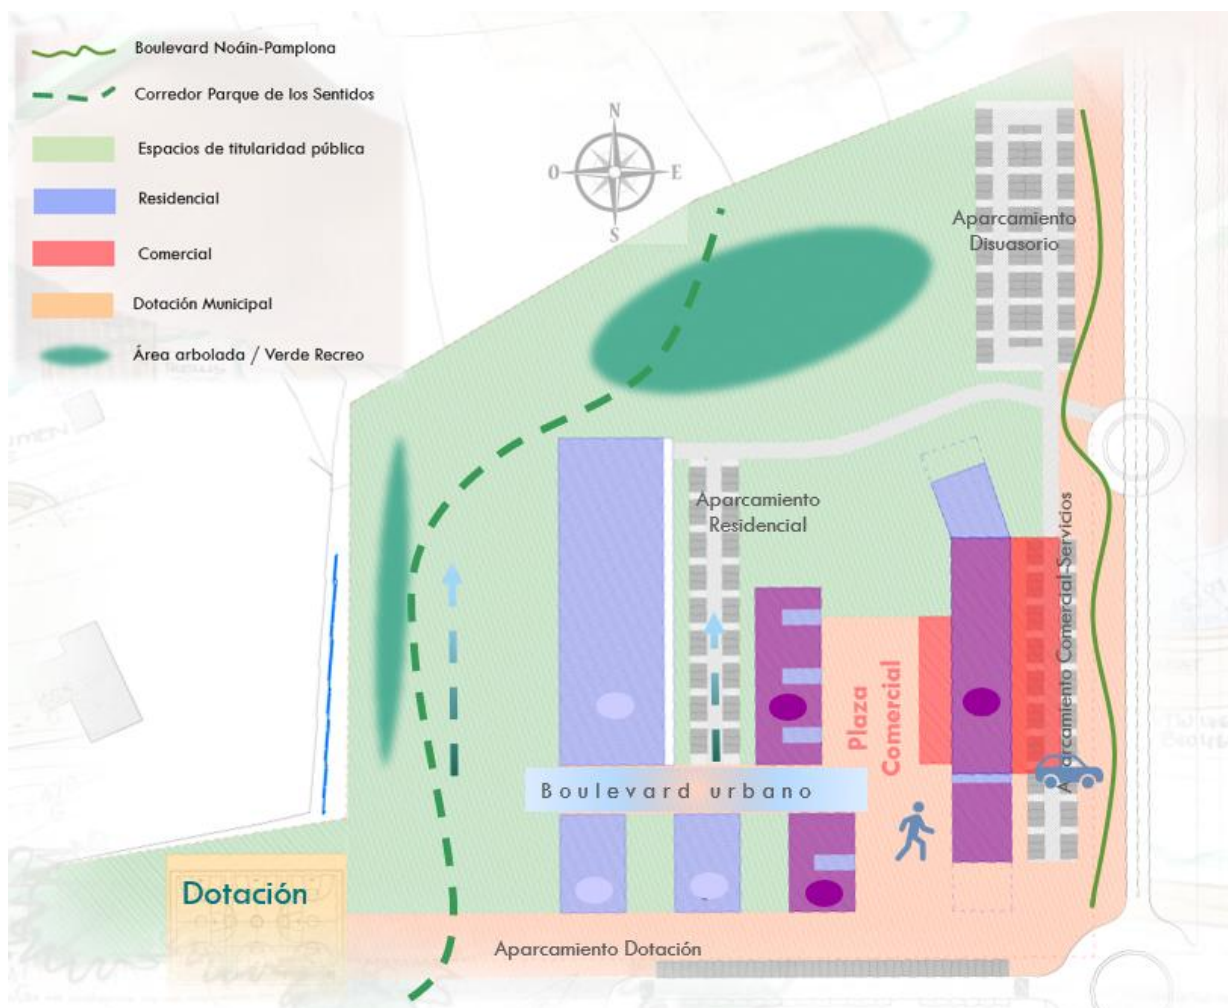 Boulevard Noáin-Pamplona
Corredor Parque de los Sentidos
Espacios de titularidad pública
Residencial
Comercial
Dotación Municipal
Área arbolada / Verde Recreo
N
O
E
S
Aparcamiento
Disuasorio
Aparcamiento
Residencial
Aparcamiento Comercial-Servicios
Plaza
Comercial
Boulevard urbano
Dotación
Aparcamiento Dotación